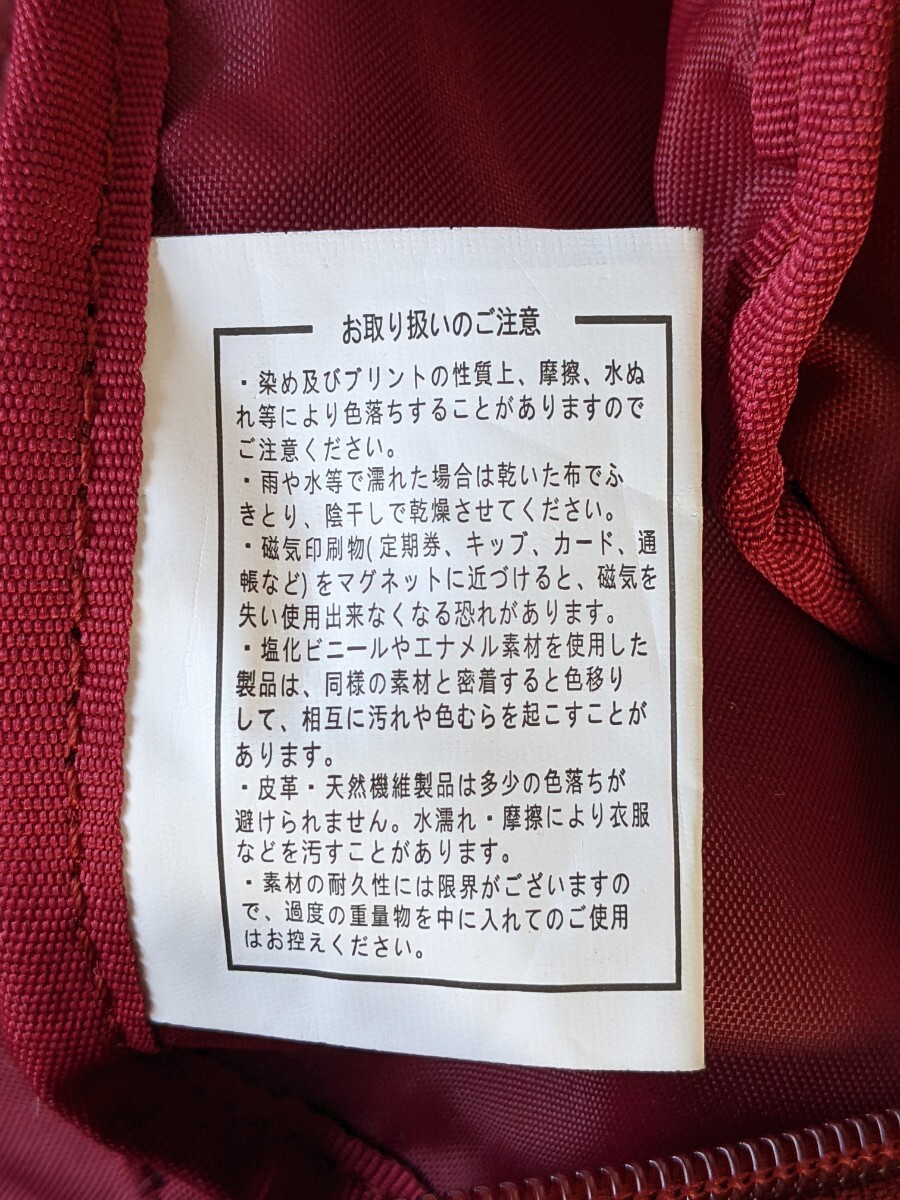 お取り扱いのご注意
・染め及びブリントの性質上、摩擦、水ぬ
れ等により色落ちすることがありますので
ご注意ください。
・雨や水等で濡れた場合は乾いた布でふ
きとり、陰干しで乾燥させてください。
・磁気印刷物(定期券、キップ、カード、通
帳など)をマグネットに近づけると、磁気を
失い使用出来なくなる恐れがあります。
・塩化ビニールやエナメル素材を使用した
製品は、同様の素材と密着すると色移り
して、相互に汚れや色むらを起こすことが
あります。
・皮革・天然機維製品は多少の色落ちが
避けられません。水濡れ・摩擦により衣服
などを汚すことがあります。
・素材の耐久性には限界がございますの
で、過度の重量物を中に入れてのご使用
はお控えください。